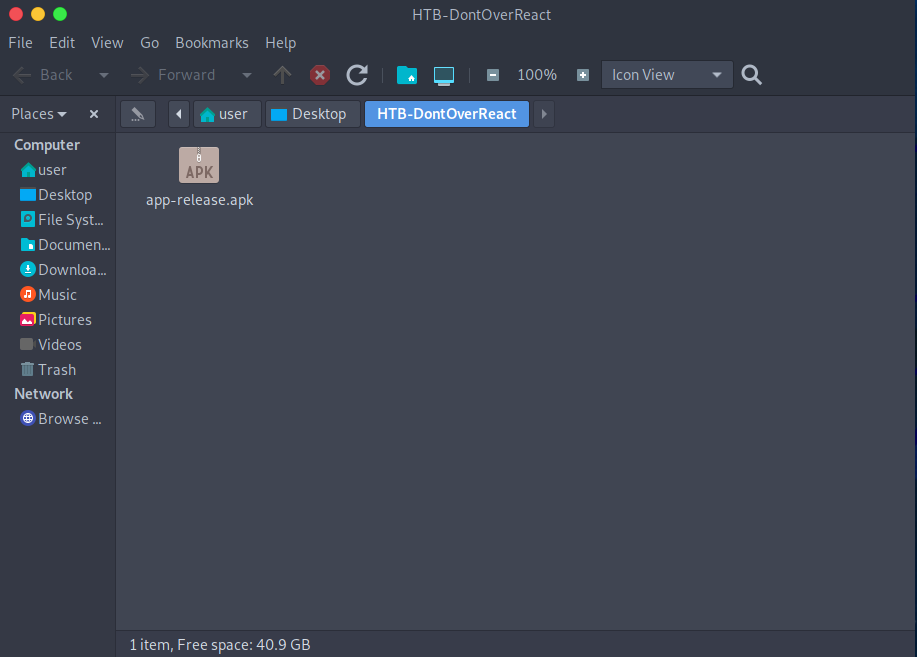 HTB-DontOverReact
File Edit View Go Bookmarks Help
Back Forward 100% Icon View
Places user Desktop HTB-DontOverReact
Computer
user
Desktop
File Syst...
Documen...
Downloa...
Music
Pictures
Videos
Trash
Network
Browse ...
APK
app-release.apk
1 item, Free space: 40.9 GB